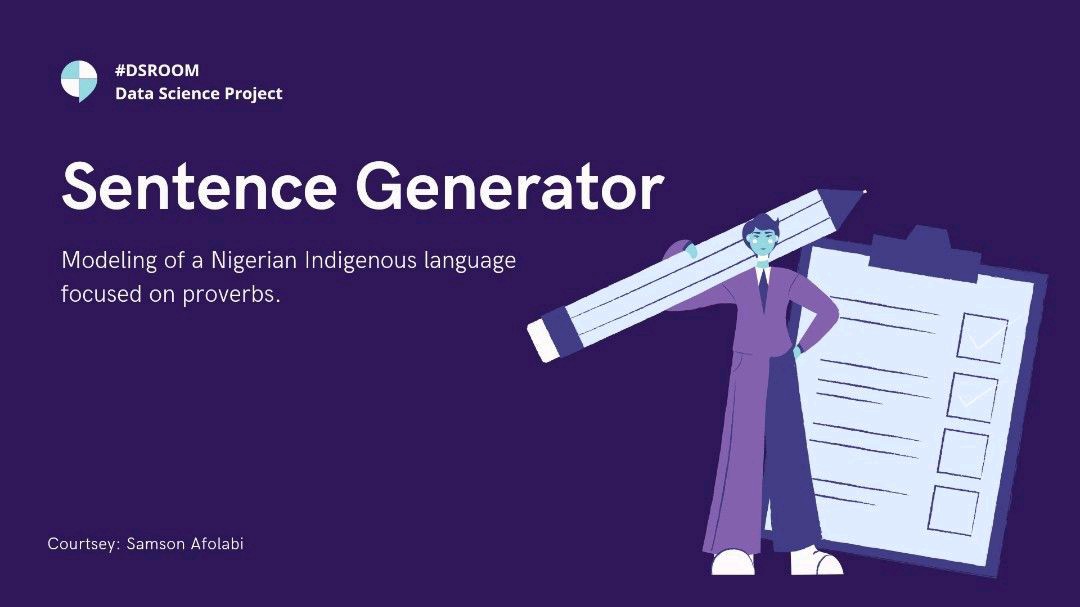 #DSROOM
Data Science Project
Sentence Generator
Modeling of a Nigerian Indigenous language
focused on proverbs.
Courtsey: Samson Afolabi